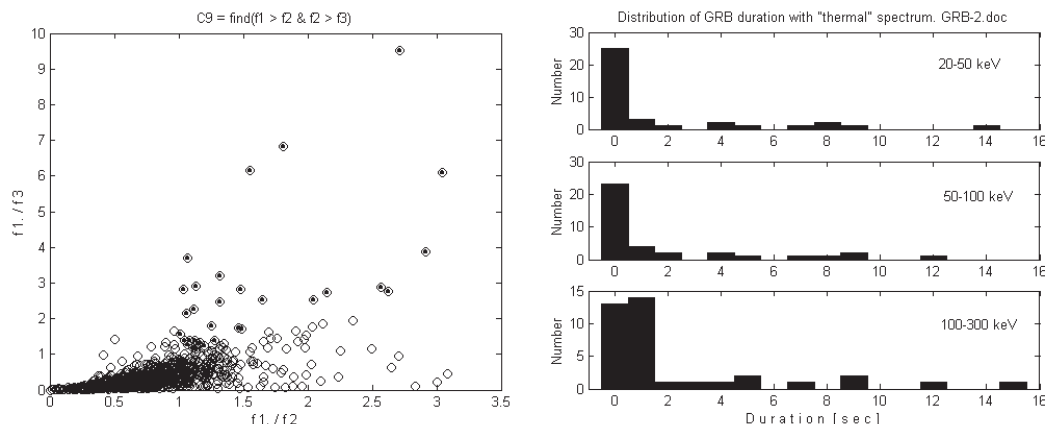 C9 = find(f1 > f2 & f2 > f3)
10
9
8
7
6
5
4
3
2
1
0
f1. / f3
0 0.5 1 1.5 2 2.5 3 3.5
f1. / f2
Distribution of GRB duration with "thermal" spectrum. GRB-2.doc
30
20
10
0
Number
20-50 keV
0 2 4 6 8 10 12 14 16
30
20
10
0
Number
50-100 keV
0 2 4 6 8 10 12 14 16
15
10
5
0
Number
100-300 keV
0 2 4 6 8 10 12 14 16
Duration [sec]